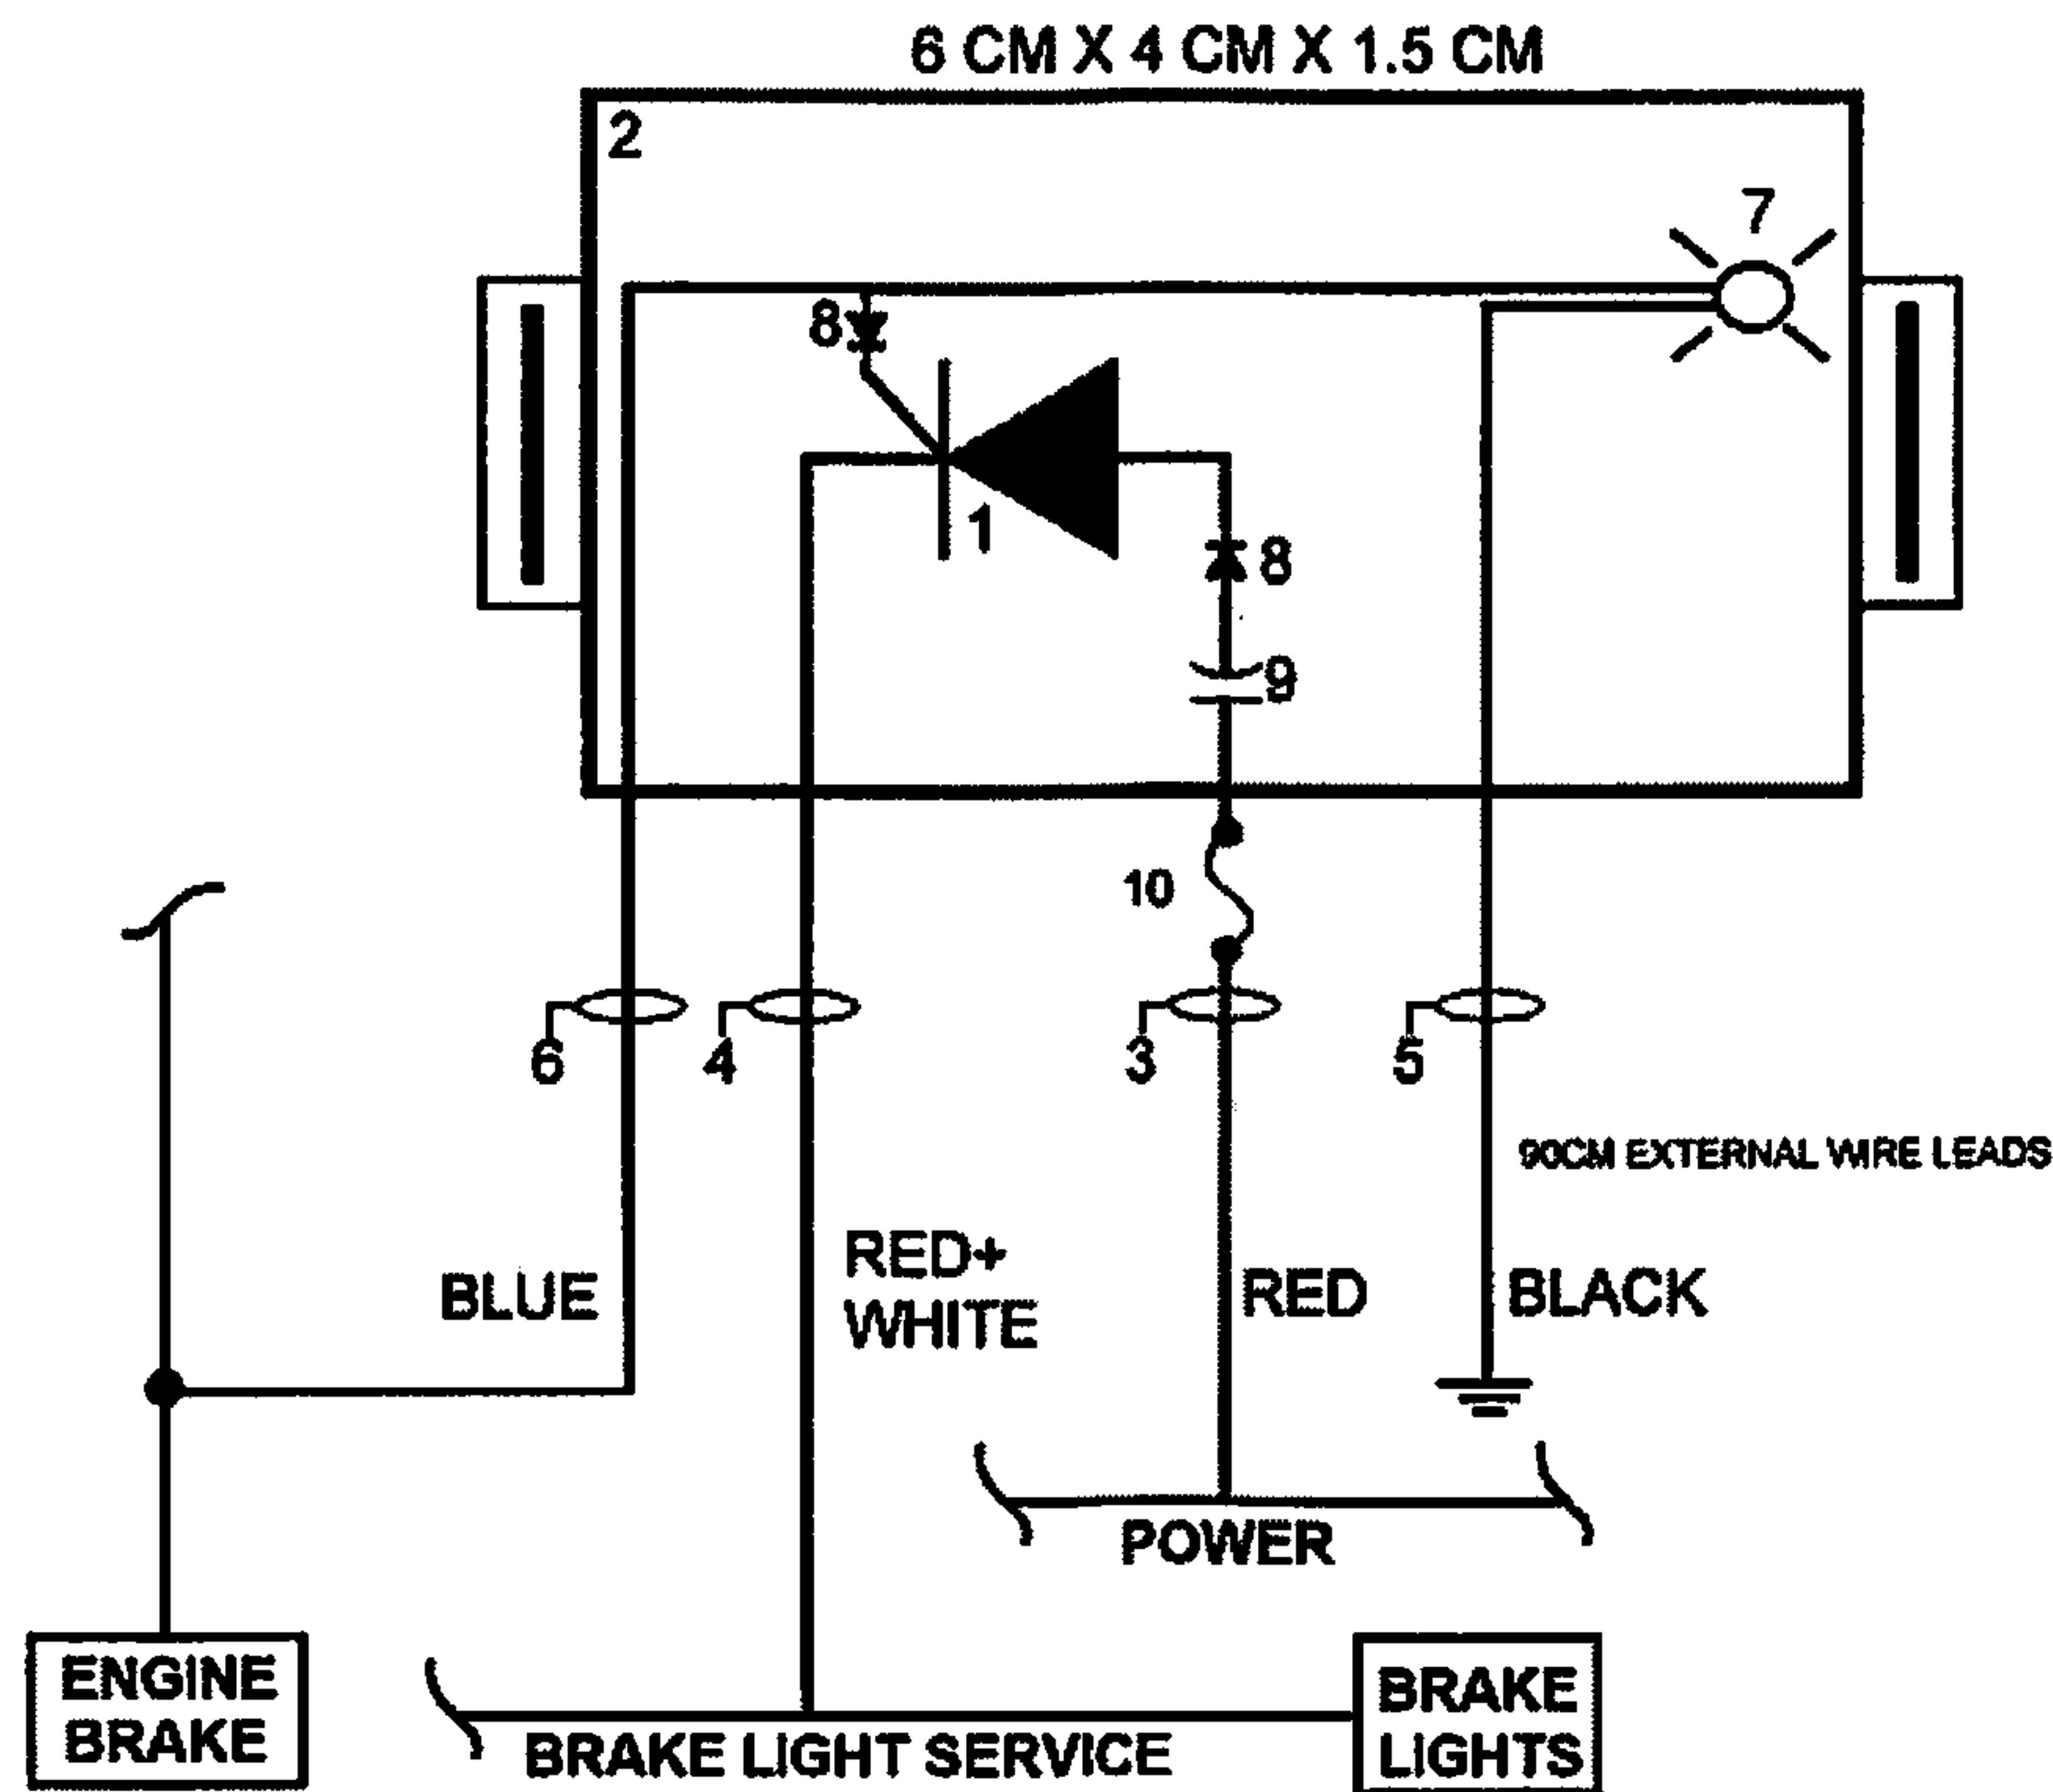 6 CM X 4 CM X 1.5 CM
2
7
8
1
8
9
10
6
4
3
5
90CM EXTERNAL WIRE LEADS
BLUE
RED+
WHITE
RED
BLACK
POWER
ENGINE
BRAKE
BRAKE LIGHT SERVICE
BRAKE
LIGHTS